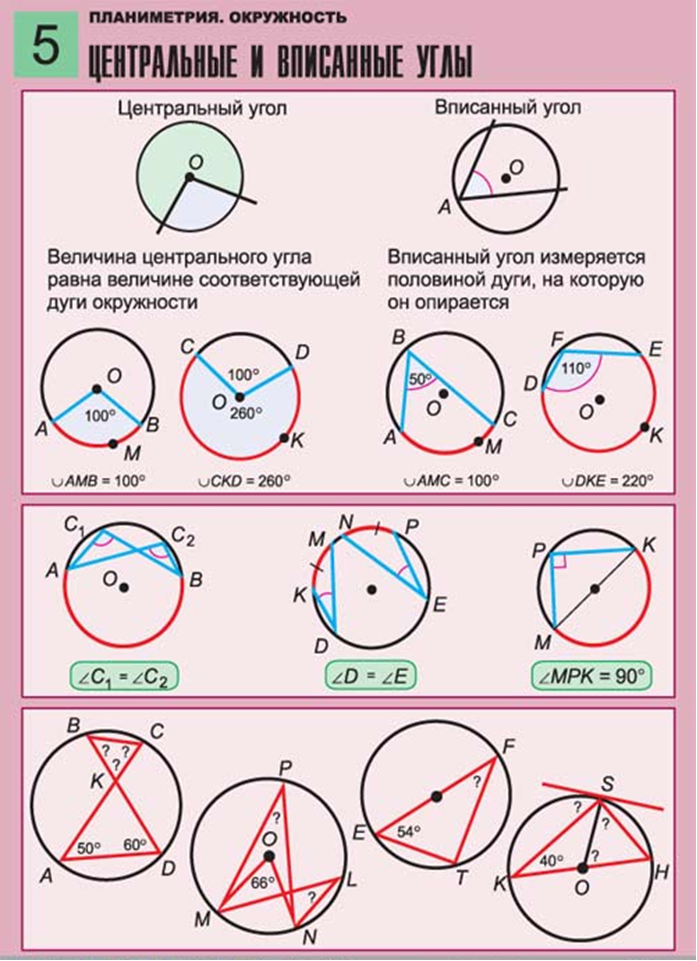 5
ПЛАНИМЕТРИЯ. ОКРУЖНОСТЬ
ЦЕНТРАЛЬНЫЕ И ВПИСАННЫЕ УГЛЫ
Центральный угол
Вписанный угол
O
O
A
Величина центрального угла
равна величине соответствующей
дуги окружности
Вписанный угол измеряется
половиной дуги, на которую
он опирается
O
100°
A
B
M
C
D
100°
O
260°
K
B
50°
O
A
C
M
F
E
110°
D
O
K
◡AMB = 100°
◡CKD = 260°
◡AMC = 100°
◡DKE = 220°
C₁
C₂
A
O
B
N
P
M
K
E
D
P
K
M
∠C₁ = ∠C₂
∠D = ∠E
∠MPK = 90°
B
C
? ?
?
K
50°
60°
A
D
P
?
O
66°
L
?
M
N
F
?
E
54°
T
S
?
?
40°
?
K
O
H